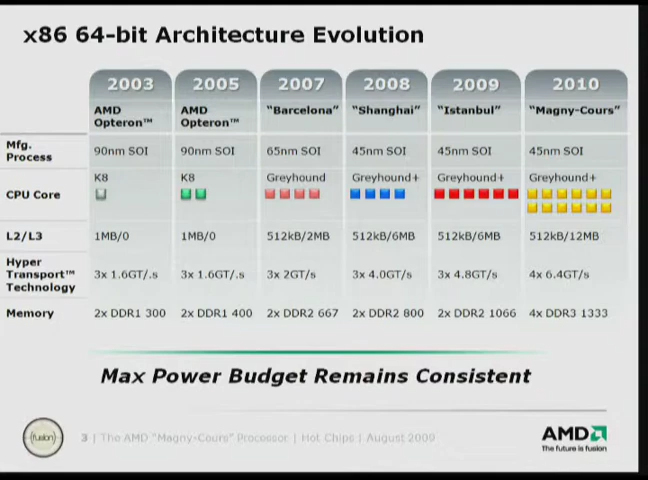 x86 64-bit Architecture Evolution
2003 2005 2007 2008 2009 2010
AMD Opteron™ AMD Opteron™ "Barcelona" "Shanghai" "Istanbul" "Magny-Cours"
Mfg. Process 90nm SOI 90nm SOI 65nm SOI 45nm SOI 45nm SOI 45nm SOI
CPU Core K8 K8 Greyhound Greyhound+ Greyhound+ Greyhound+
L2/L3 1MB/0 1MB/0 512kB/2MB 512kB/6MB 512kB/6MB 512kB/12MB
Hyper Transport™ Technology 3x 1.6GT/.s 3x 1.6GT/.s 3x 2GT/s 3x 4.0GT/s 3x 4.8GT/s 4x 6.4GT/s
Memory 2x DDR1 300 2x DDR1 400 2x DDR2 667 2x DDR2 800 2x DDR2 1066 4x DDR3 1333
Max Power Budget Remains Consistent
fusion 3 | The AMD "Magny-Cours" Processor | Hot Chips | August 2009
AMD
The future is fusion